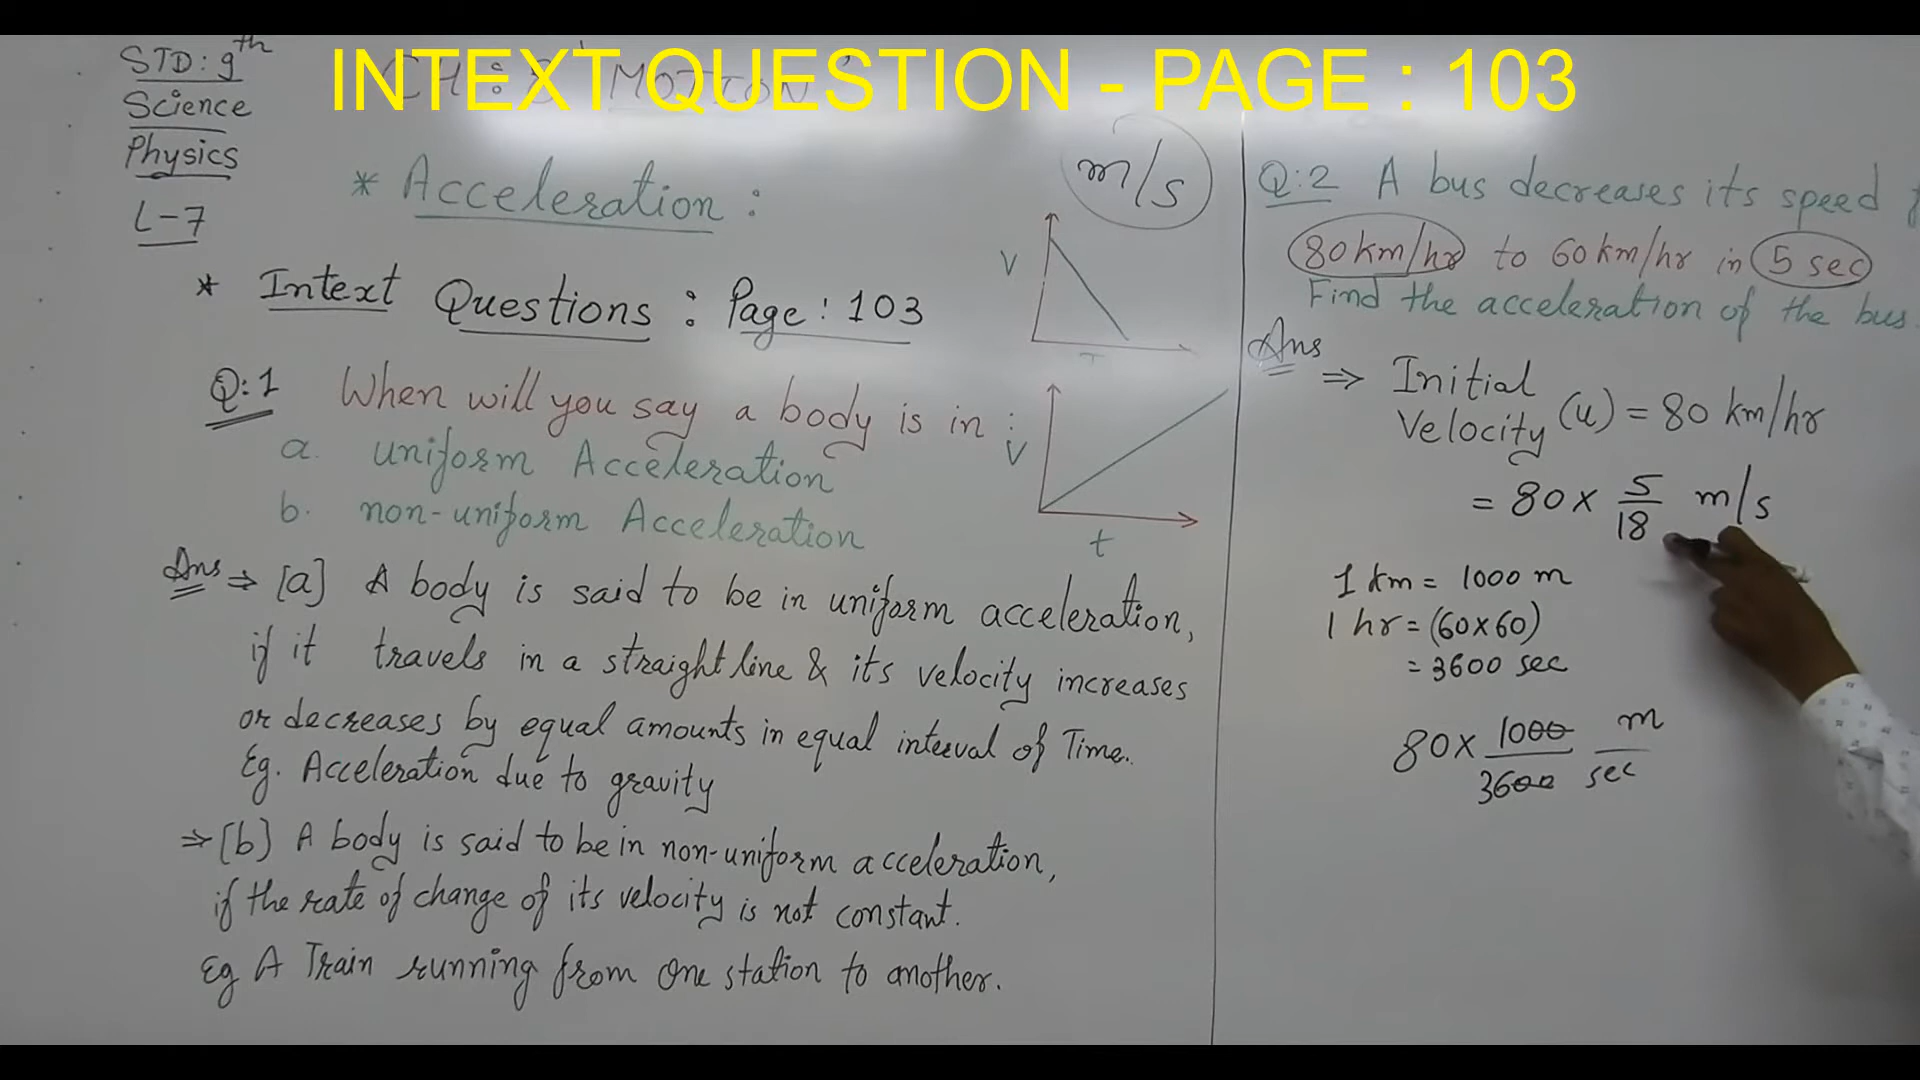 INTEXT QUESTION - PAGE : 103
STD: 9th
Science
Physics
L-7
CH: 8 MOTION
* Acceleration :
* Intext Questions : Page : 103
Q:1 When will you say a body is in :
a. uniform Acceleration
b. non-uniform Acceleration
Ans ⇒ [a] A body is said to be in uniform acceleration,
if it travels in a straight line & its velocity increases
or decreases by equal amounts in equal interval of Time.
Eg. Acceleration due to gravity
⇒ [b] A body is said to be in non-uniform acceleration,
if the rate of change of its velocity is not constant.
Eg A Train running from one station to another.
m/s
V
T
V
t
Q:2 A bus decreases its speed
80 km/hr to 60 km/hr in 5 sec
Find the acceleration of the bus.
Ans ⇒ Initial
Velocity (u) = 80 km/hr
= 80 × 5/18 m/s
1 km = 1000 m
1 hr = (60×60)
= 3600 sec
80 × 1000/3600 m/sec